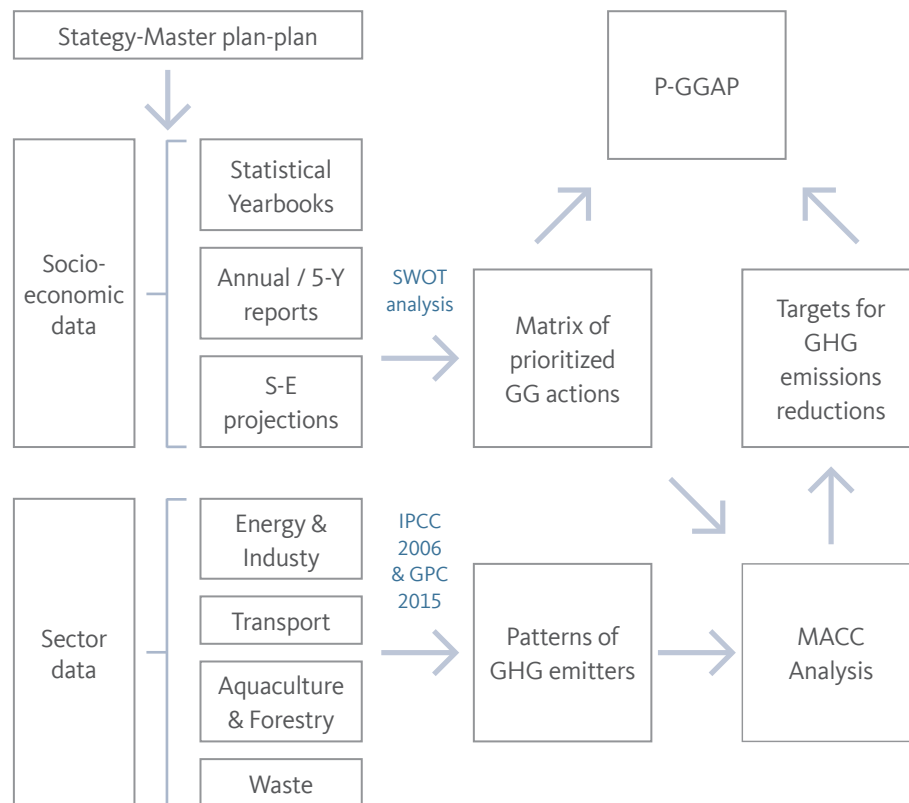 Stategy-Master plan-plan
P-GGAP
Socio-
economic
data
Statistical
Yearbooks
Annual / 5-Y
reports
S-E
projections
SWOT
analysis
Matrix of
prioritized
GG actions
Targets for
GHG
emissions
reductions
Sector
data
Energy &
Industy
Transport
Aquaculture
& Forestry
Waste
IPCC
2006
& GPC
2015
Patterns of
GHG emitters
MACC
Analysis